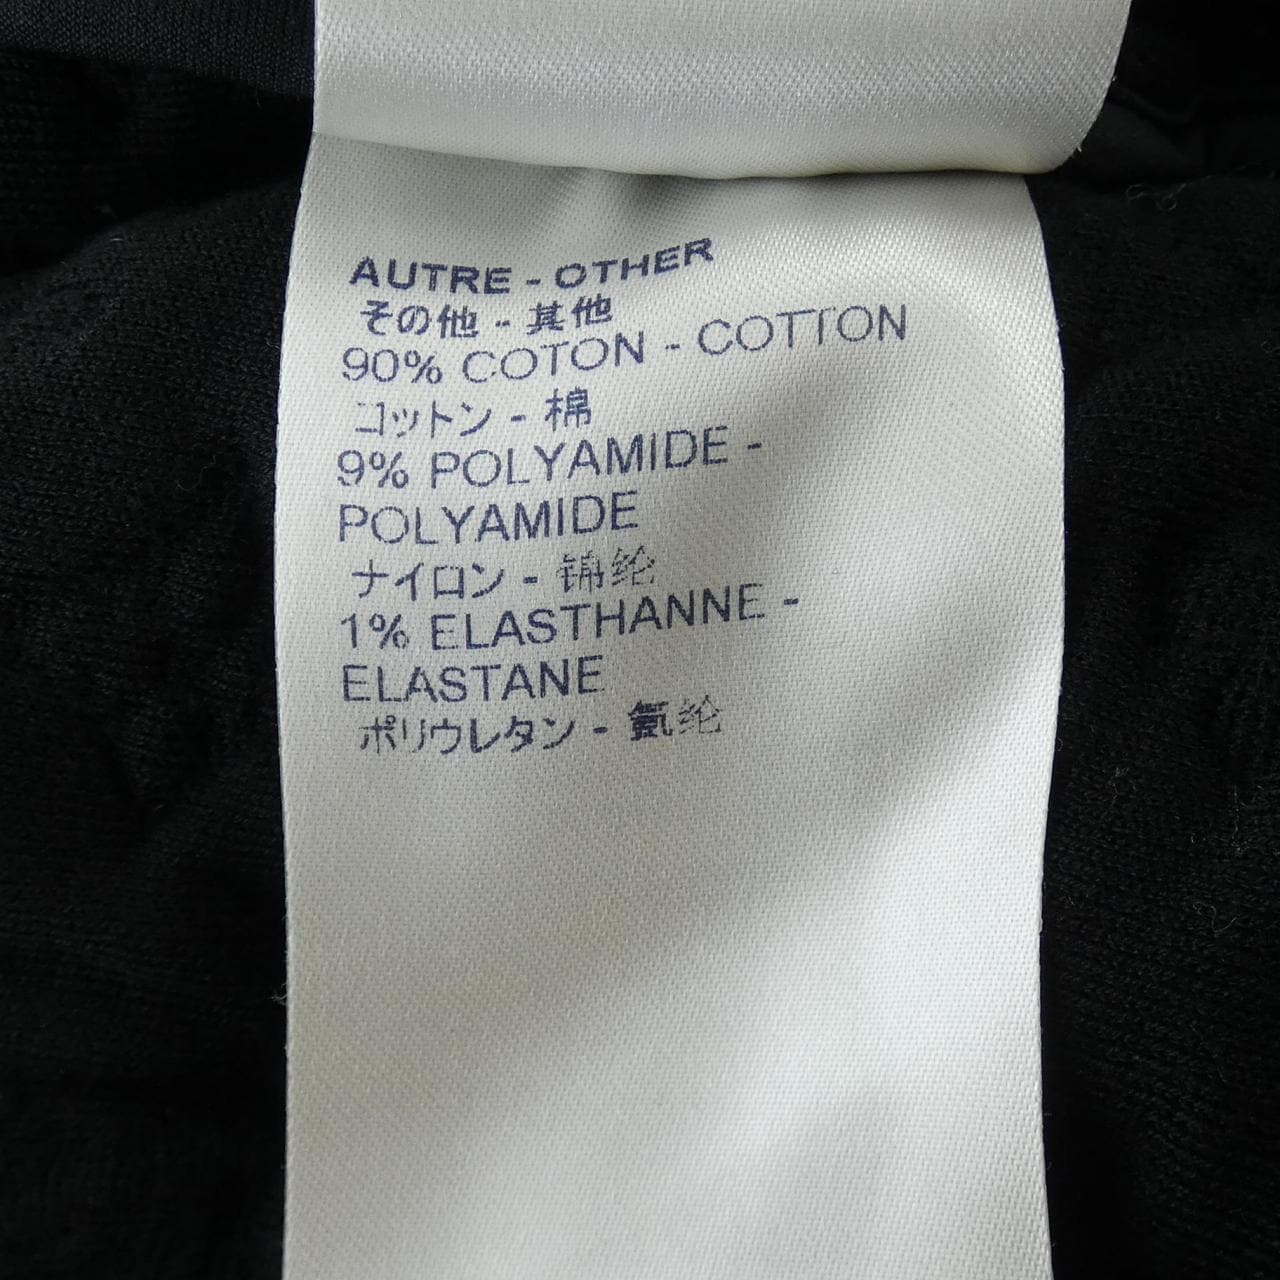 AUTRE - OTHER
その他 - 其他
90% COTON - COTTON
コットン - 棉
9% POLYAMIDE -
POLYAMIDE
ナイロン - 锦纶
1% ELASTHANNE -
ELASTANE
ポリウレタン - 氨纶